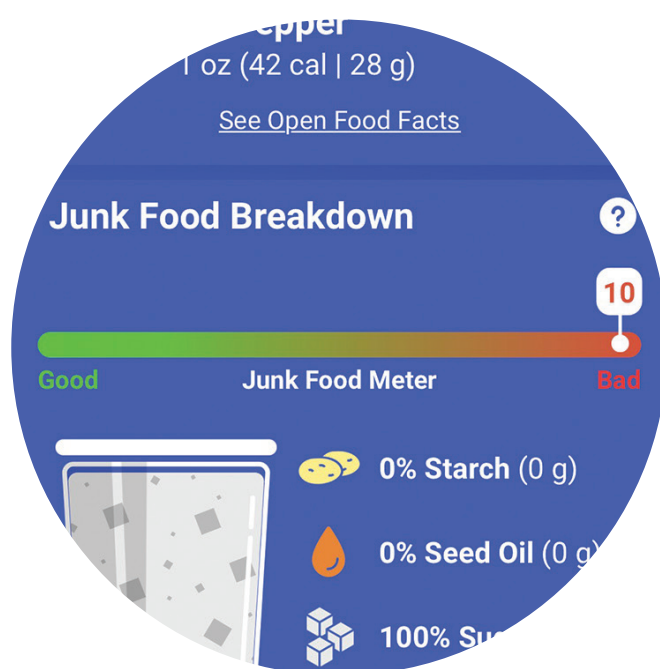 1 oz (42 cal | 28 g)
See Open Food Facts
Junk Food Breakdown
?
10
Good Junk Food Meter Bad
0% Starch (0 g)
0% Seed Oil (0 g)
100%